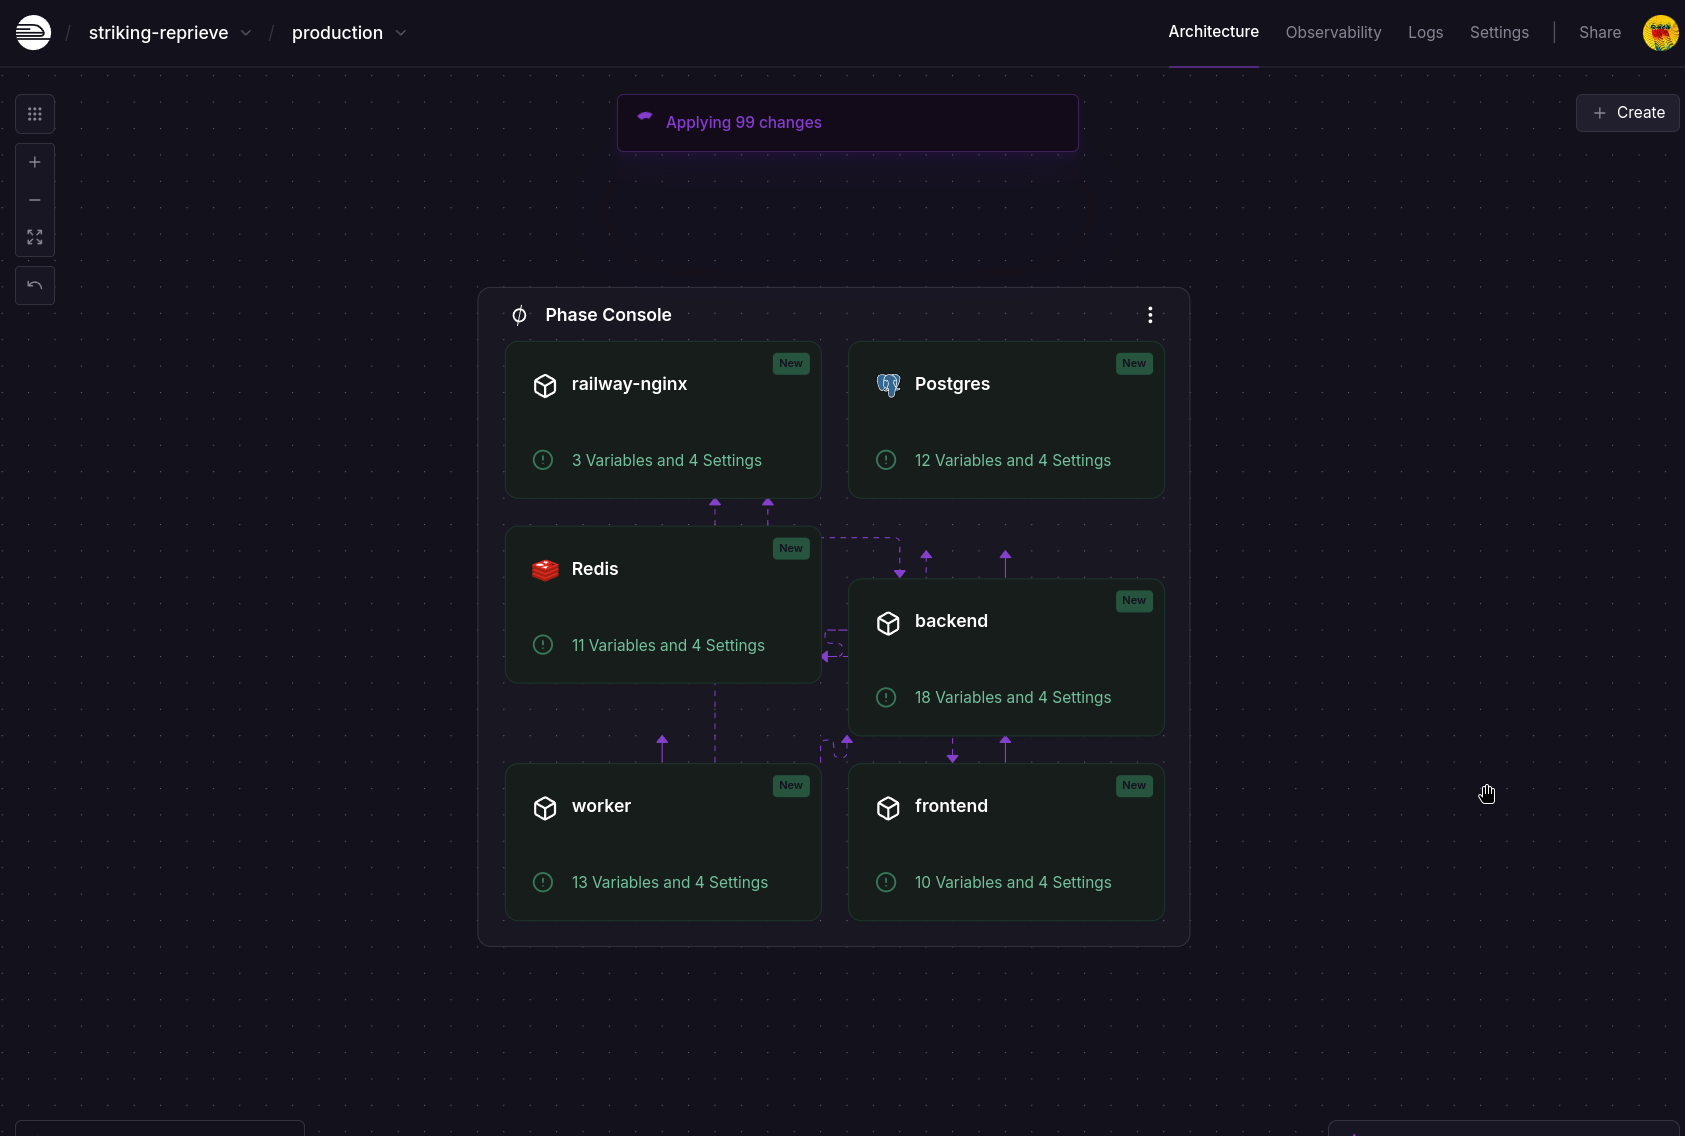 / striking-reprieve / production
Architecture Observability Logs Settings | Share
Applying 99 changes
+ Create
Phase Console
New
railway-nginx
3 Variables and 4 Settings
New
Postgres
12 Variables and 4 Settings
New
Redis
11 Variables and 4 Settings
New
backend
18 Variables and 4 Settings
New
worker
13 Variables and 4 Settings
New
frontend
10 Variables and 4 Settings